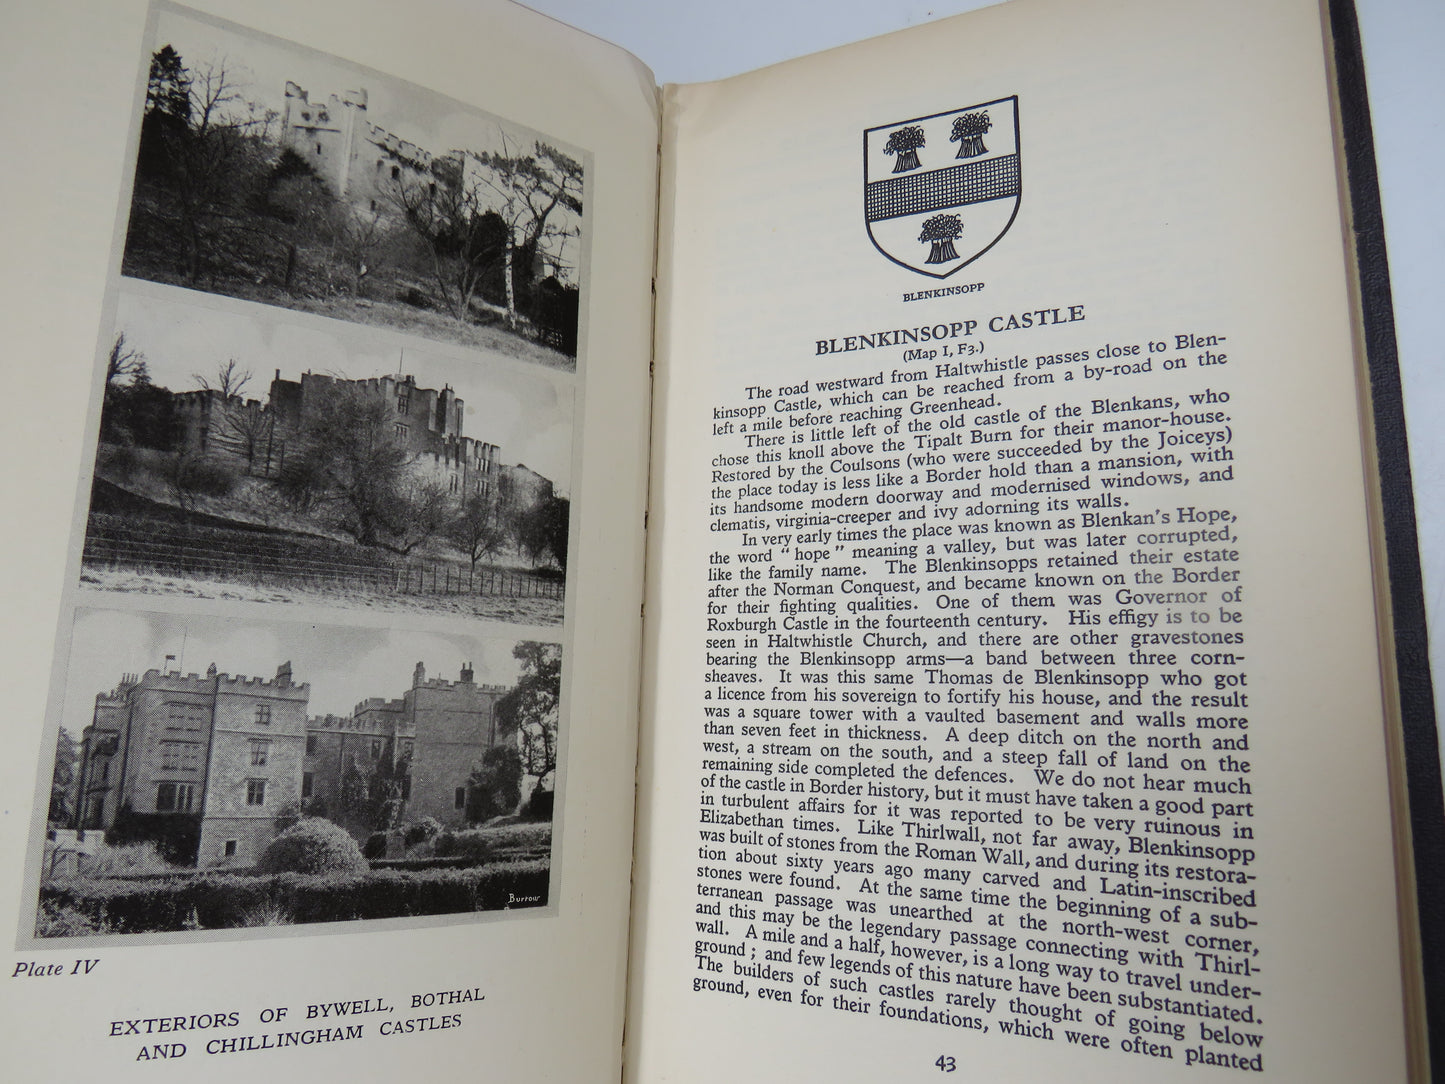 Burrow
Plate IV
EXTERIORS OF BYWELL, BOTHAL
AND CHILLINGHAM CASTLES
BLENKINSOPP
BLENKINSOPP CASTLE
(Map I, F3.)
The road westward from Haltwhistle passes close to Blen-
kinsopp Castle, which can be reached from a by-road on the
left a mile before reaching Greenhead.
There is little left of the old castle of the Blenkans, who
chose this knoll above the Tipalt Burn for their manor-house.
Restored by the Coulsons (who were succeeded by the Joiceys)
the place today is less like a Border hold than a mansion, with
its handsome modern doorway and modernised windows, and
clematis, virginia-creeper and ivy adorning its walls.
In very early times the place was known as Blenkan's Hope,
the word "hope" meaning a valley, but was later corrupted,
like the family name. The Blenkinsopps retained their estate
after the Norman Conquest, and became known on the Border
for their fighting qualities. One of them was Governor of
Roxburgh Castle in the fourteenth century. His effigy is to be
seen in Haltwhistle Church, and there are other gravestones
bearing the Blenkinsopp arms—a band between three corn-
sheaves. It was this same Thomas de Blenkinsopp who got
a licence from his sovereign to fortify his house, and the result
was a square tower with a vaulted basement and walls more
than seven feet in thickness. A deep ditch on the north and
west, a stream on the south, and a steep fall of land on the
remaining side completed the defences. We do not hear much
of the castle in Border history, but it must have taken a good part
in turbulent affairs for it was reported to be very ruinous in
Elizabethan times. Like Thirlwall, not far away, Blenkinsopp
was built of stones from the Roman Wall, and during its restora-
tion about sixty years ago many carved and Latin-inscribed
stones were found. At the same time the beginning of a sub-
terranean passage was unearthed at the north-west corner,
and this may be the legendary passage connecting with Thirl-
wall. A mile and a half, however, is a long way to travel under-
ground; and few legends of this nature have been substantiated.
The builders of such castles rarely thought of going below
ground, even for their foundations, which were often planted
43